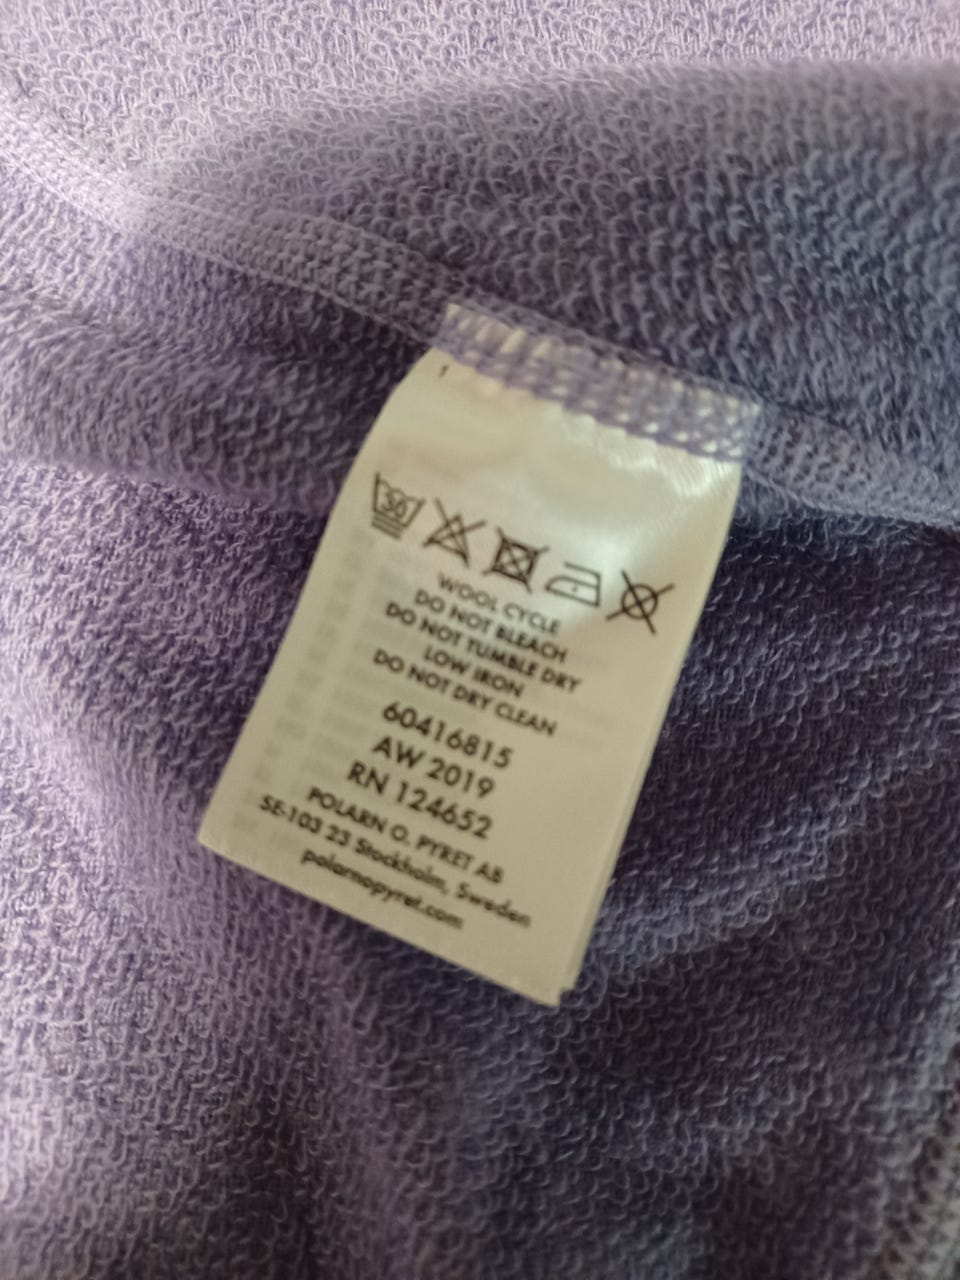 30
WOOL CYCLE
DO NOT BLEACH
DO NOT TUMBLE DRY
LOW IRON
DO NOT DRY CLEAN
60416815
AW 2019
RN 124652
POLARN O. PYRET AB
SE-103 23 Stockholm, Sweden
polarnopyret.com